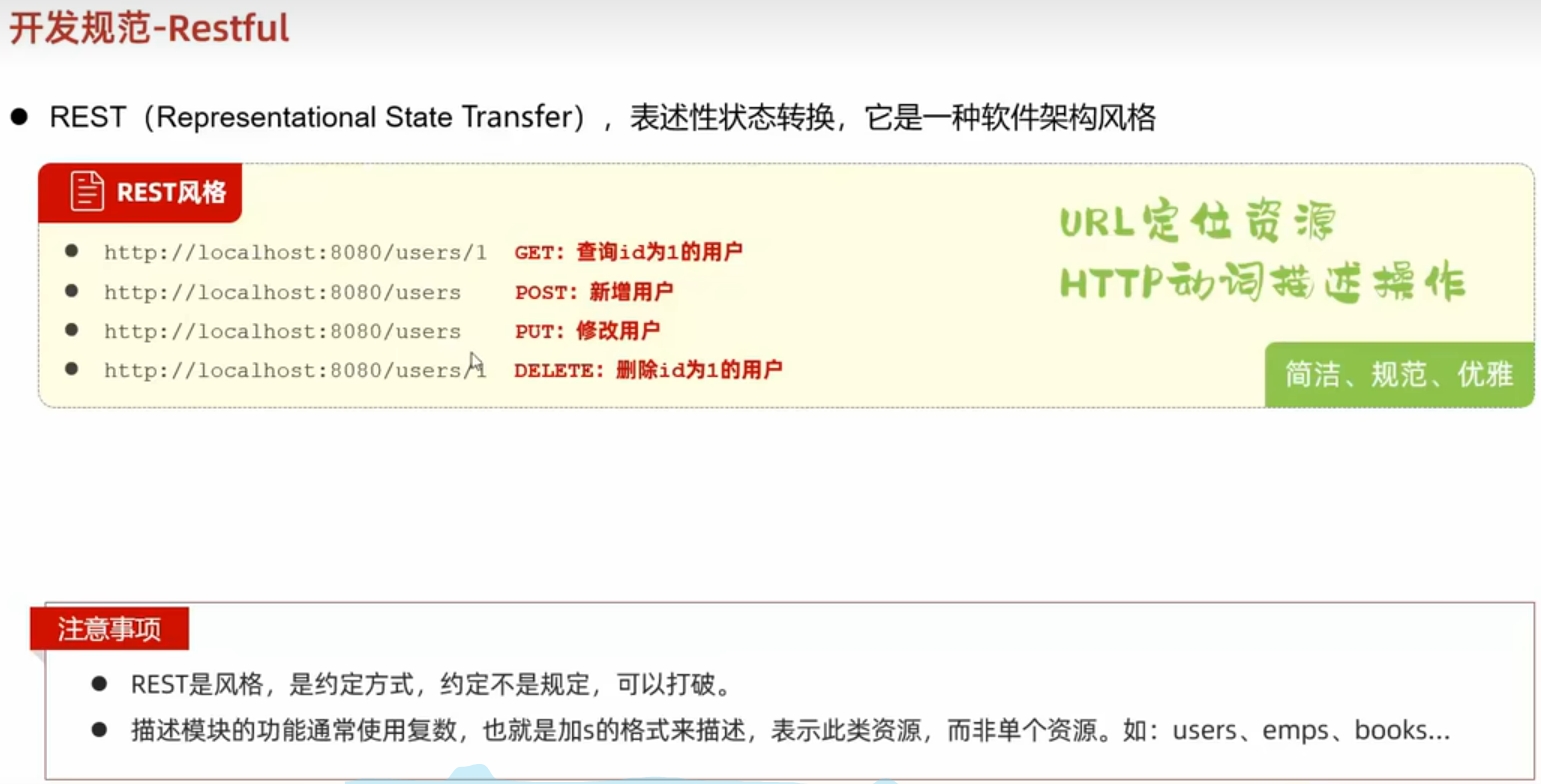 开发规范-Restful
REST（Representational State Transfer），表述性状态转换，它是一种软件架构风格
REST风格
http://localhost:8080/users/1 GET：查询id为1的用户
http://localhost:8080/users POST：新增用户
http://localhost:8080/users PUT：修改用户
http://localhost:8080/users/1 DELETE：删除id为1的用户
URL定位资源
HTTP动词描述操作
简洁、规范、优雅
注意事项
REST是风格，是约定方式，约定不是规定，可以打破。
描述模块的功能通常使用复数，也就是加s的格式来描述，表示此类资源，而非单个资源。如：users、emps、books...